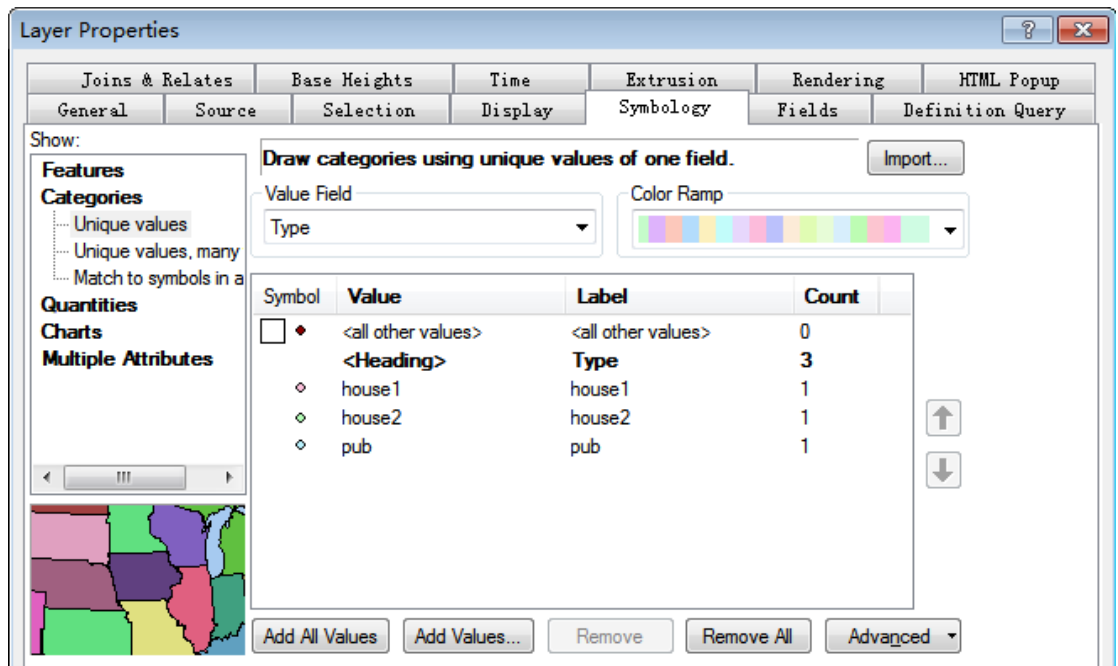 Layer Properties
Joins & Relates Base Heights Time Extrusion Rendering HTML Popup
General Source Selection Display Symbology Fields Definition Query
Show:
Features
Categories
Unique values
Unique values, many
Match to symbols in a
Quantities
Charts
Multiple Attributes
Draw categories using unique values of one field.
Import...
Value Field
Type
Color Ramp
Symbol Value Label Count
<all other values> <all other values> 0
<Heading> Type 3
house1 house1 1
house2 house2 1
pub pub 1
Add All Values Add Values... Remove Remove All Advanced